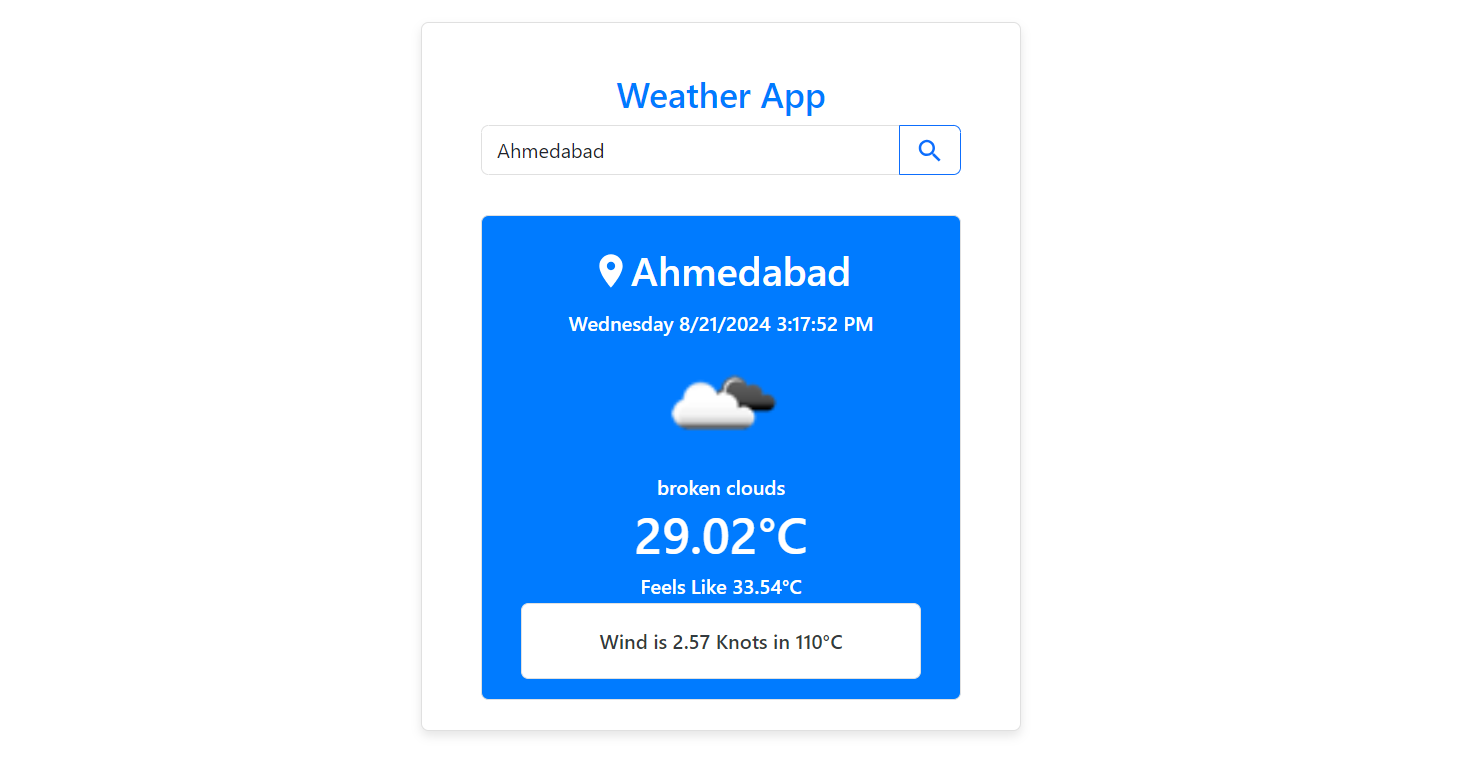 Weather App
Ahmedabad
Ahmedabad
Wednesday 8/21/2024 3:17:52 PM
broken clouds
29.02°C
Feels Like 33.54°C
Wind is 2.57 Knots in 110°C